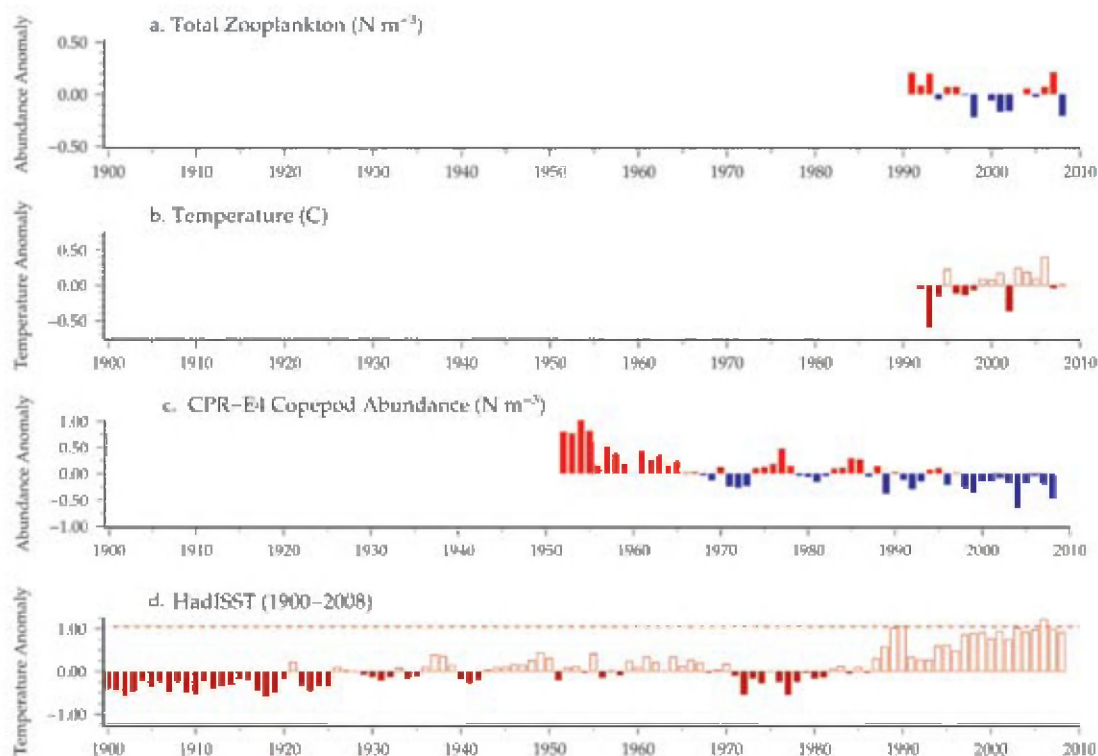 a. Total Zooplankton (N m⁻³)
Abundance Anomaly
0.50
0.00
−0.50
1900 1910 1920 1930 1940 1950 1960 1970 1980 1990 2000 2010
b. Temperature (C)
Temperature Anomaly
0.50
0.00
−0.50
1900 1910 1920 1930 1940 1950 1960 1970 1980 1990 2000 2010
c. CPR−E4 Copepod Abundance (N m⁻³)
Abundance Anomaly
1.00
0.50
0.00
−0.50
−1.00
1900 1910 1920 1930 1940 1950 1960 1970 1980 1990 2000 2010
d. HadISST (1900−2008)
Temperature Anomaly
1.00
0.00
−1.00
1900 1910 1920 1930 1940 1950 1960 1970 1980 1990 2000 2010